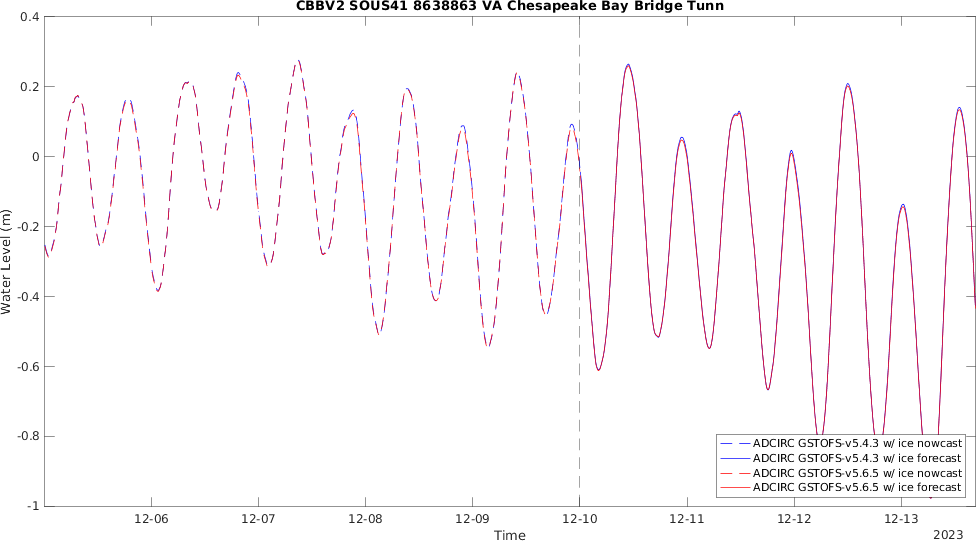 CBBV2 SOUS41 8638863 VA Chesapeake Bay Bridge Tunn
0.4
0.2
0
-0.2
-0.4
-0.6
-0.8
-1
Water Level (m)
ADCIRC GSTOFS-v5.4.3 w/ ice nowcast
ADCIRC GSTOFS-v5.4.3 w/ ice forecast
ADCIRC GSTOFS-v5.6.5 w/ ice nowcast
ADCIRC GSTOFS-v5.6.5 w/ ice forecast
12-06 12-07 12-08 12-09 12-10 12-11 12-12 12-13
Time
2023